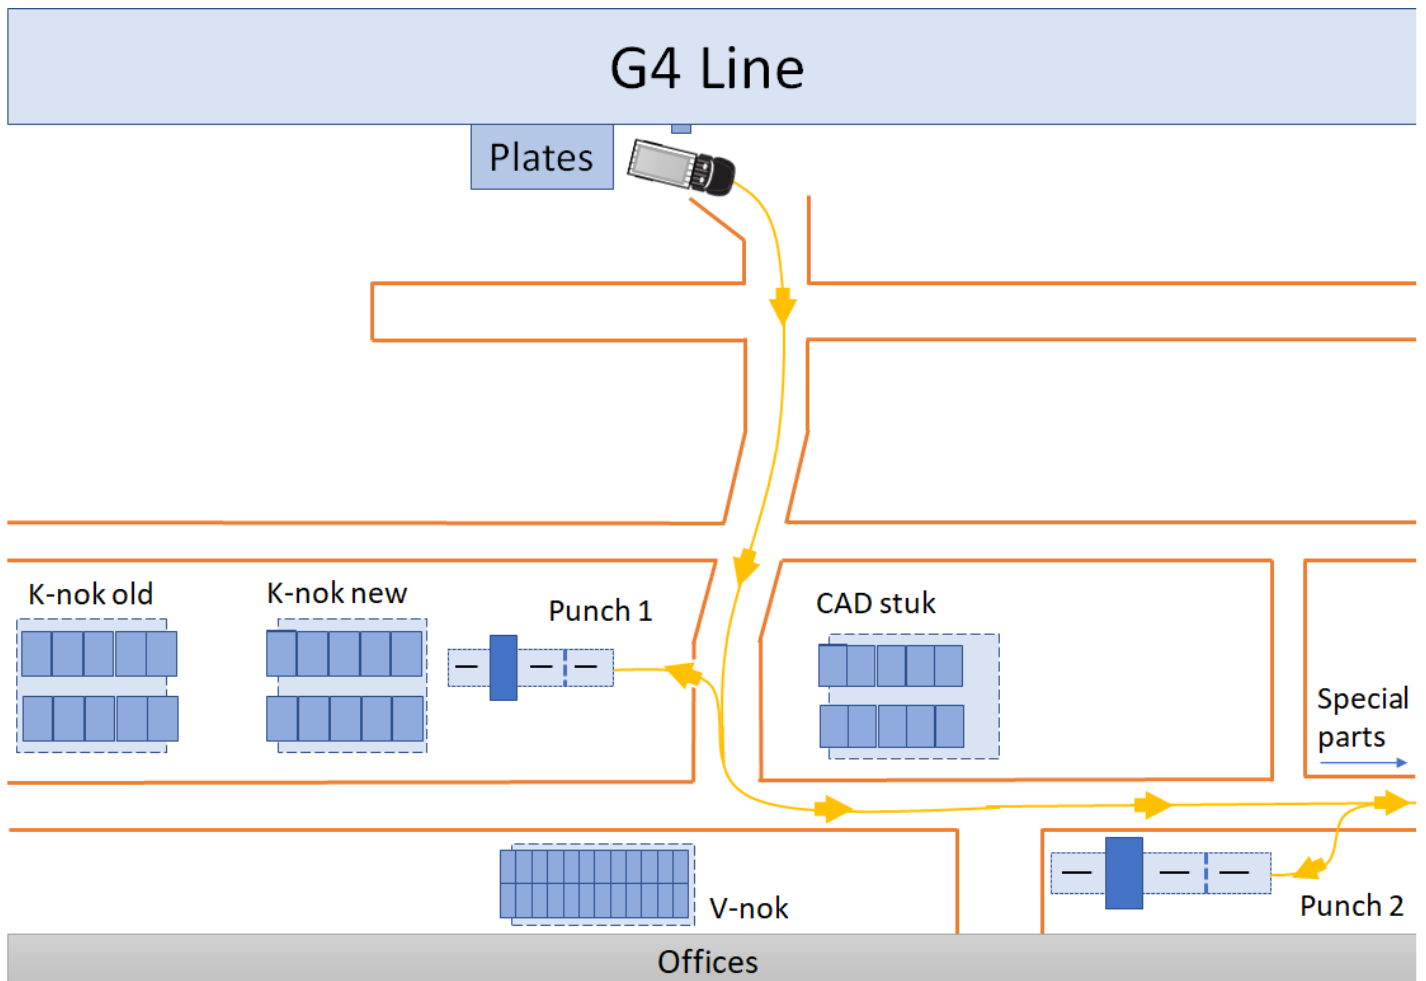 G4 Line
Plates
K-nok old
K-nok new
Punch 1
CAD stuk
Special
parts
V-nok
Punch 2
Offices